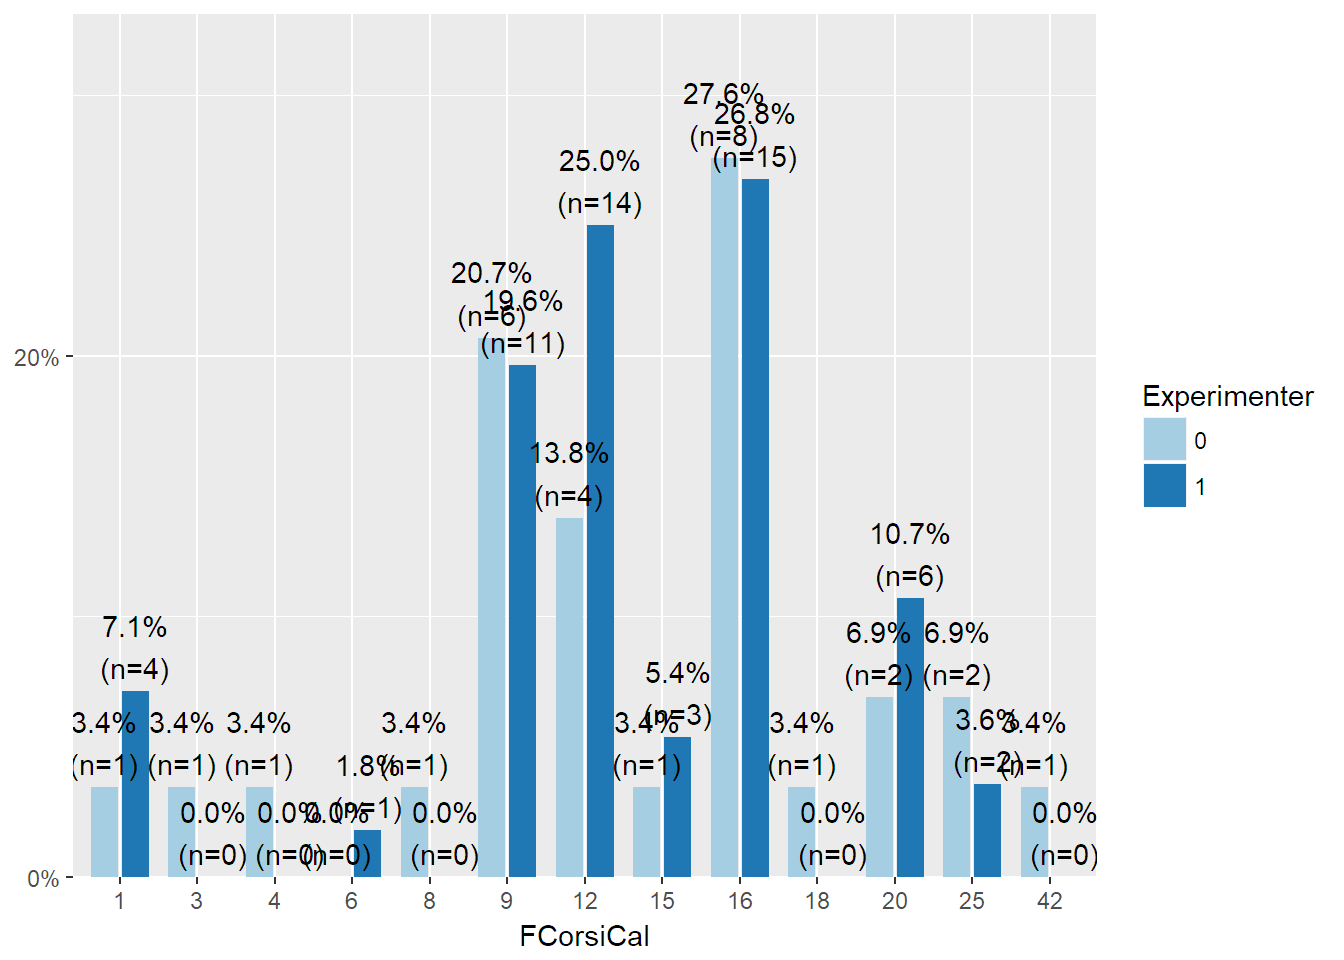 27.6%
(n=8)
26.8%
(n=15)
25.0%
(n=14)
20.7%
(n=6)
19.6%
(n=11)
13.8%
(n=4)
10.7%
(n=6)
7.1%
(n=4)
6.9%
(n=2)
6.9%
(n=2)
5.4%
(n=3)
3.4%
(n=1)
3.4%
(n=1)
3.4%
(n=1)
3.4%
(n=1)
3.4%
(n=1)
3.4%
(n=1)
3.6%
(n=2)
3.4%
(n=1)
1.8%
(n=1)
0.0%
(n=0)
0.0%
(n=0)
0.0%
(n=0)
0.0%
(n=0)
0.0%
(n=0)
0.0%
(n=0)
20%
0%
1 3 4 6 8 9 12 15 16 18 20 25 42
FCorsiCal
Experimenter
0
1